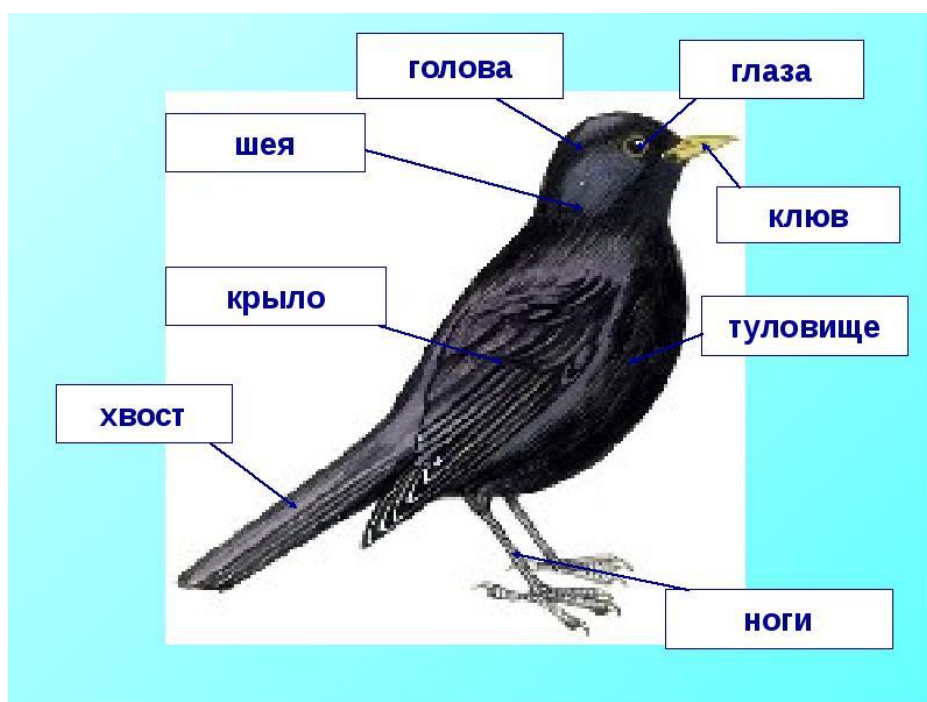 голова
глаза
шея
клюв
крыло
туловище
хвост
ноги